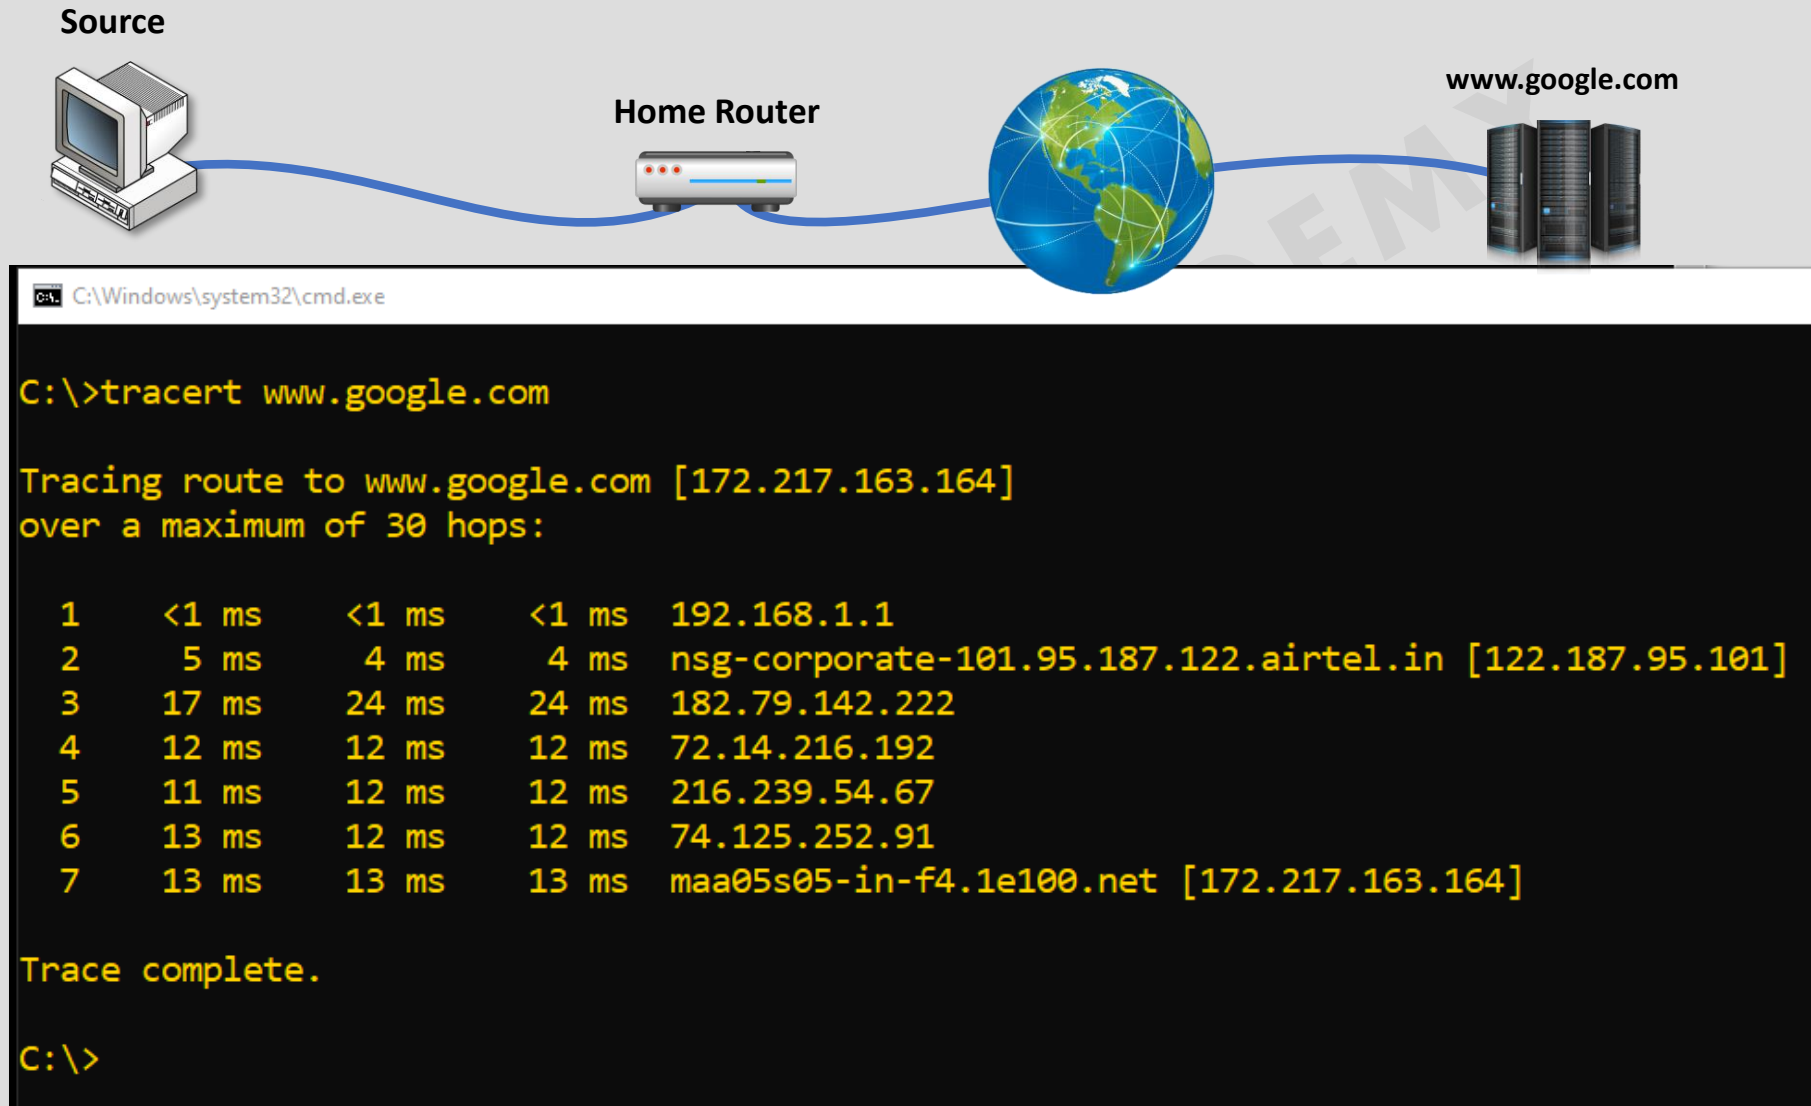 Source
Home Router
www.google.com
C:\Windows\system32\cmd.exe
C:\>tracert www.google.com
Tracing route to www.google.com [172.217.163.164]
over a maximum of 30 hops:
1 <1 ms <1 ms <1 ms 192.168.1.1
2 5 ms 4 ms 4 ms nsg-corporate-101.95.187.122.airtel.in [122.187.95.101]
3 17 ms 24 ms 24 ms 182.79.142.222
4 12 ms 12 ms 12 ms 72.14.216.192
5 11 ms 12 ms 12 ms 216.239.54.67
6 13 ms 12 ms 12 ms 74.125.252.91
7 13 ms 13 ms 13 ms maa05s05-in-f4.1e100.net [172.217.163.164]
Trace complete.
C:\>